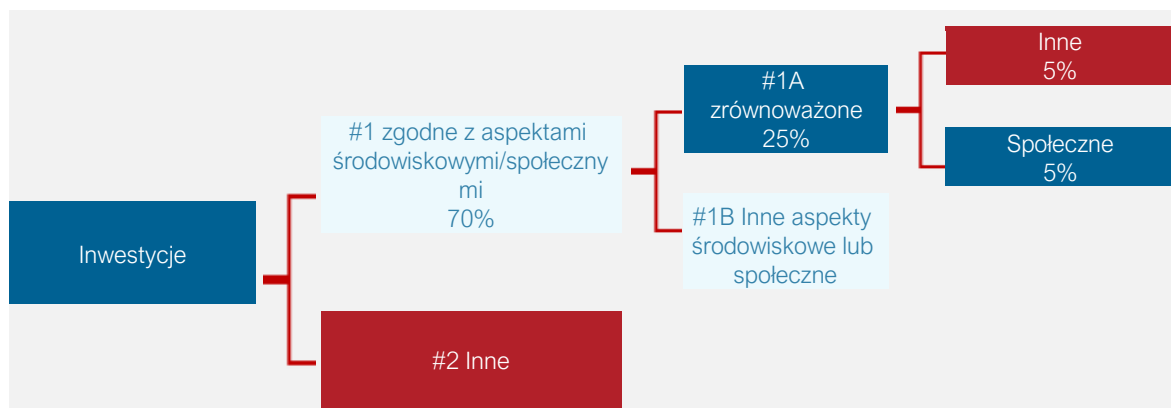 Inwestycje
#1 zgodne z aspektami
środowiskowymi/społeczny
mi
70%
#2 Inne
#1A
zrównoważone
25%
#1B Inne aspekty
środowiskowe lub
społeczne
Inne
5%
Społeczne
5%